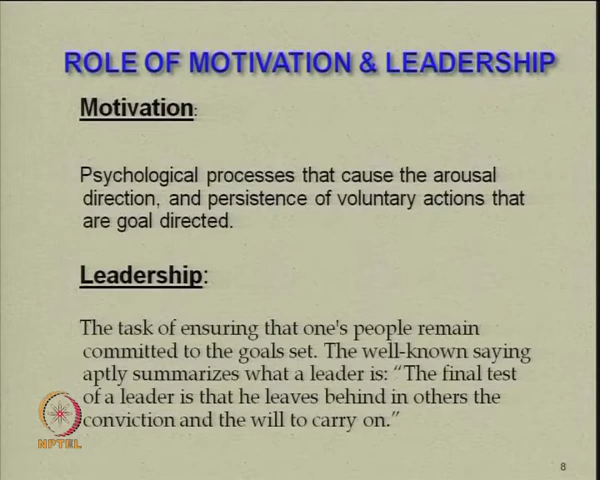 ROLE OF MOTIVATION & LEADERSHIP
Motivation:
Psychological processes that cause the arousal
direction, and persistence of voluntary actions that
are goal directed.
Leadership:
The task of ensuring that one's people remain
committed to the goals set. The well-known saying
aptly summarizes what a leader is: “The final test
of a leader is that he leaves behind in others the
conviction and the will to carry on.”
NPTEL
8